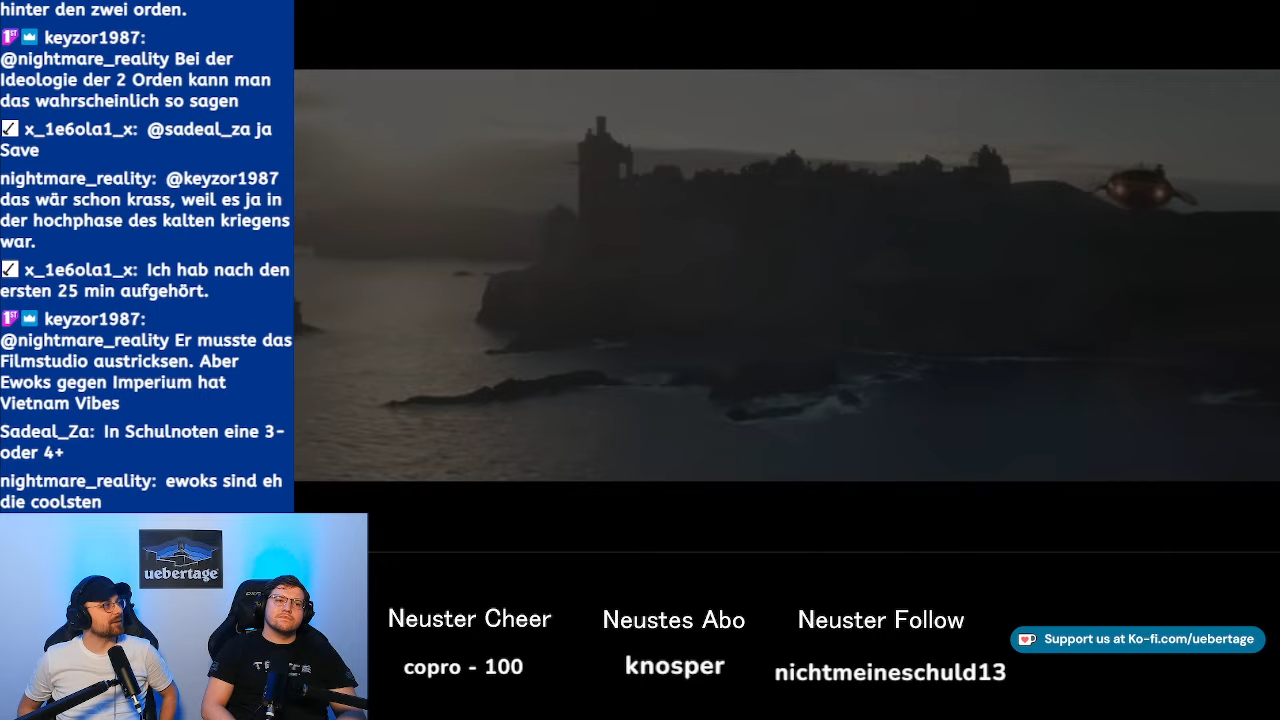 hinter den zwei orden.
keyzor1987:
@nightmare_reality Bei der
Ideologie der 2 Orden kann man
das wahrscheinlich so sagen
x_1e6ola1_x: @sadeal_za ja
Save
nightmare_reality: @keyzor1987
das wär schon krass, weil es ja in
der hochphase des kalten kriegens
war.
x_1e6ola1_x: Ich hab nach den
ersten 25 min aufgehört.
keyzor1987:
@nightmare_reality Er musste das
Filmstudio austricksen. Aber
Ewoks gegen Imperium hat
Vietnam Vibes
Sadeal_Za: In Schulnoten eine 3-
oder 4+
nightmare_reality: ewoks sind eh
die coolsten
uebertage
Neuster Cheer
copro - 100
Neustes Abo
knosper
Neuster Follow
nichtmeineschuld13
Support us at Ko-fi.com/uebertage